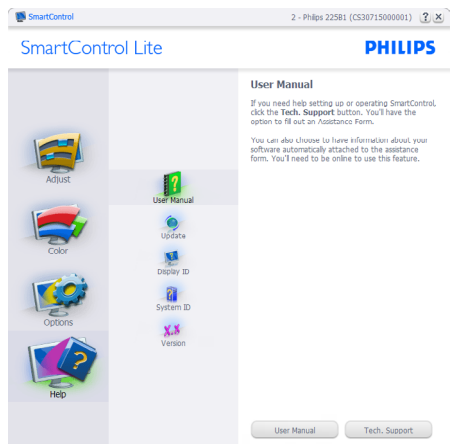 SmartControl
2 - Philips 225B1 (CS30715000001)
? X
SmartControl Lite
PHILIPS
Adjust
Color
Options
Help
User Manual
Update
Display ID
System ID
X.X
Version
User Manual
If you need help setting up or operating SmartControl,
click the Tech. Support button. You'll have the
option to fill out an Assistance Form.
You can also choose to have information about your
software automatically attached to the assistance
form. You'll need to be online to use this feature.
User Manual
Tech. Support